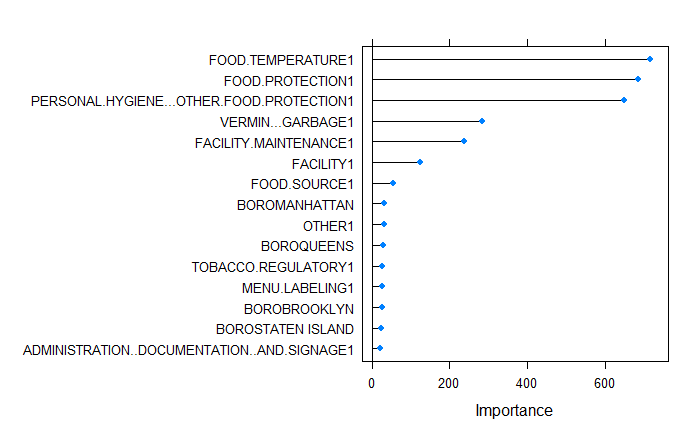 FOOD.TEMPERATURE1
FOOD.PROTECTION1
PERSONAL.HYGIENE...OTHER.FOOD.PROTECTION1
VERMIN...GARBAGE1
FACILITY.MAINTENANCE1
FACILITY1
FOOD.SOURCE1
BOROMANHATTAN
OTHER1
BOROQUEENS
TOBACCO.REGULATORY1
MENU.LABELING1
BOROBROOKLYN
BOROSTATEN ISLAND
ADMINISTRATION..DOCUMENTATION..AND.SIGNAGE1
0 200 400 600
Importance